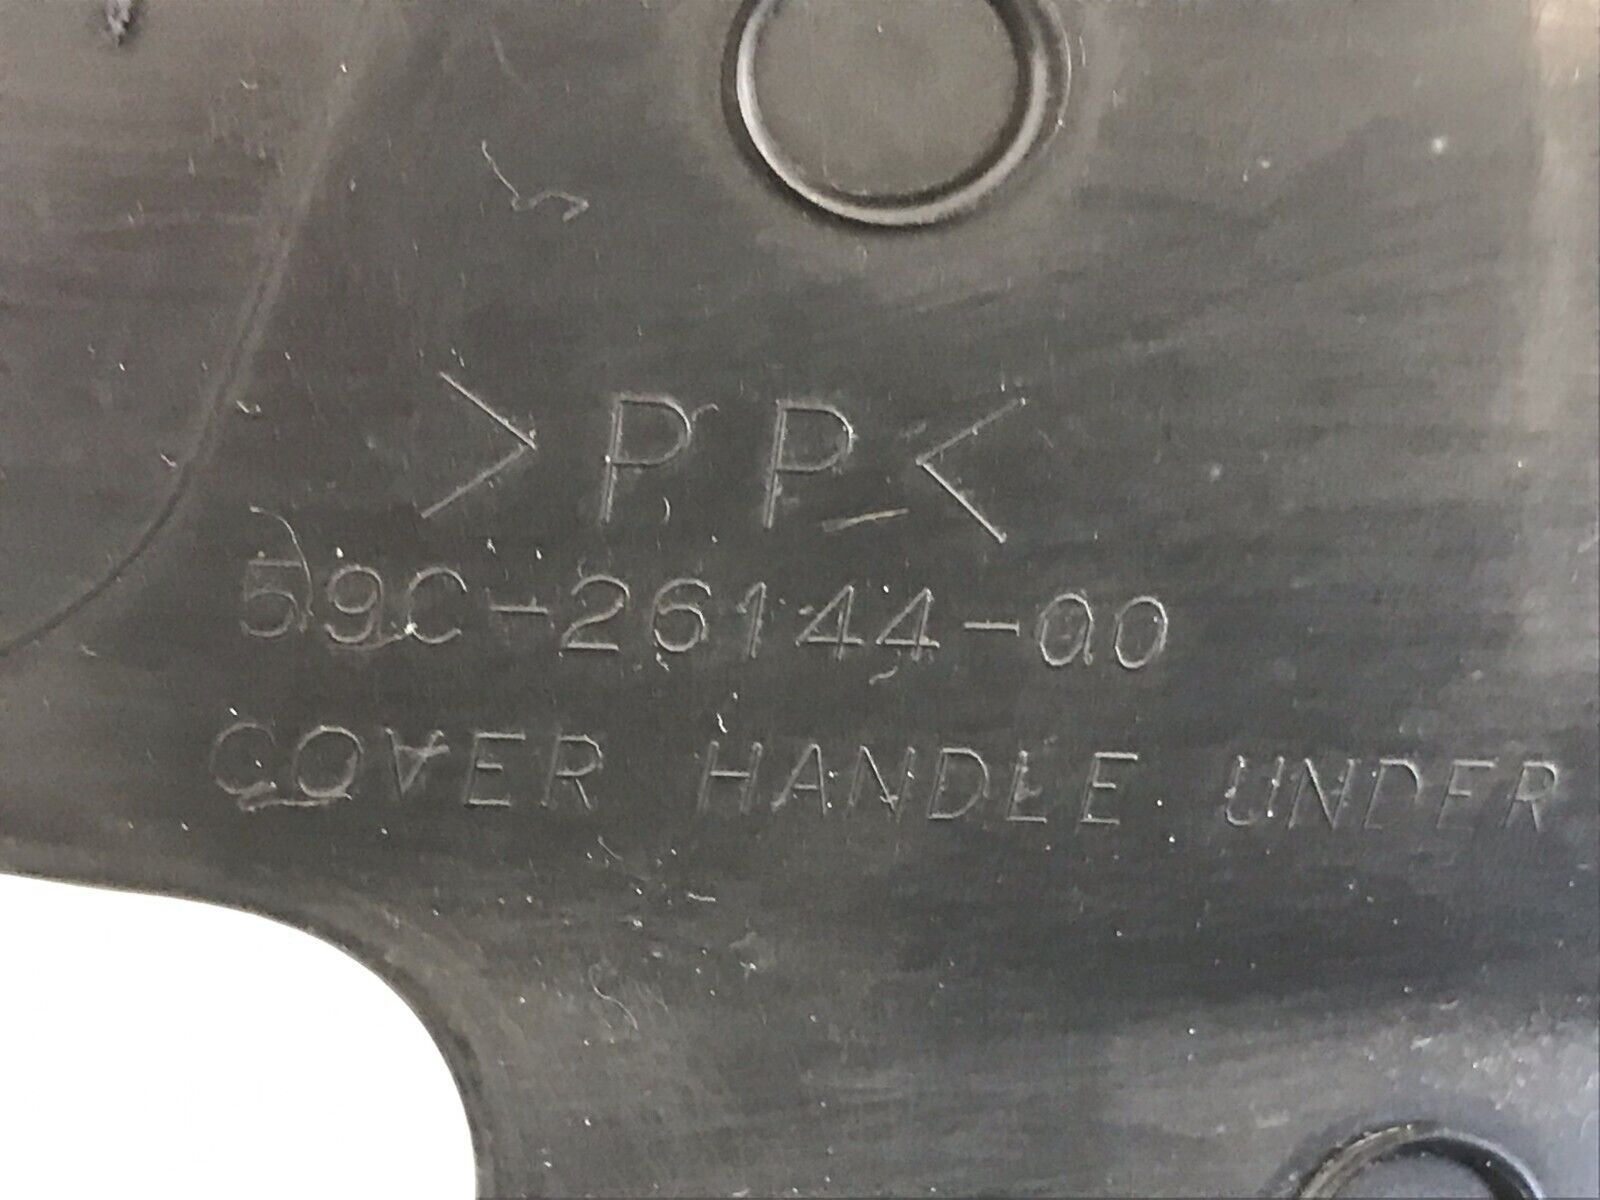 >PP<
59C-26144-00
COVER HANDLE UNDER